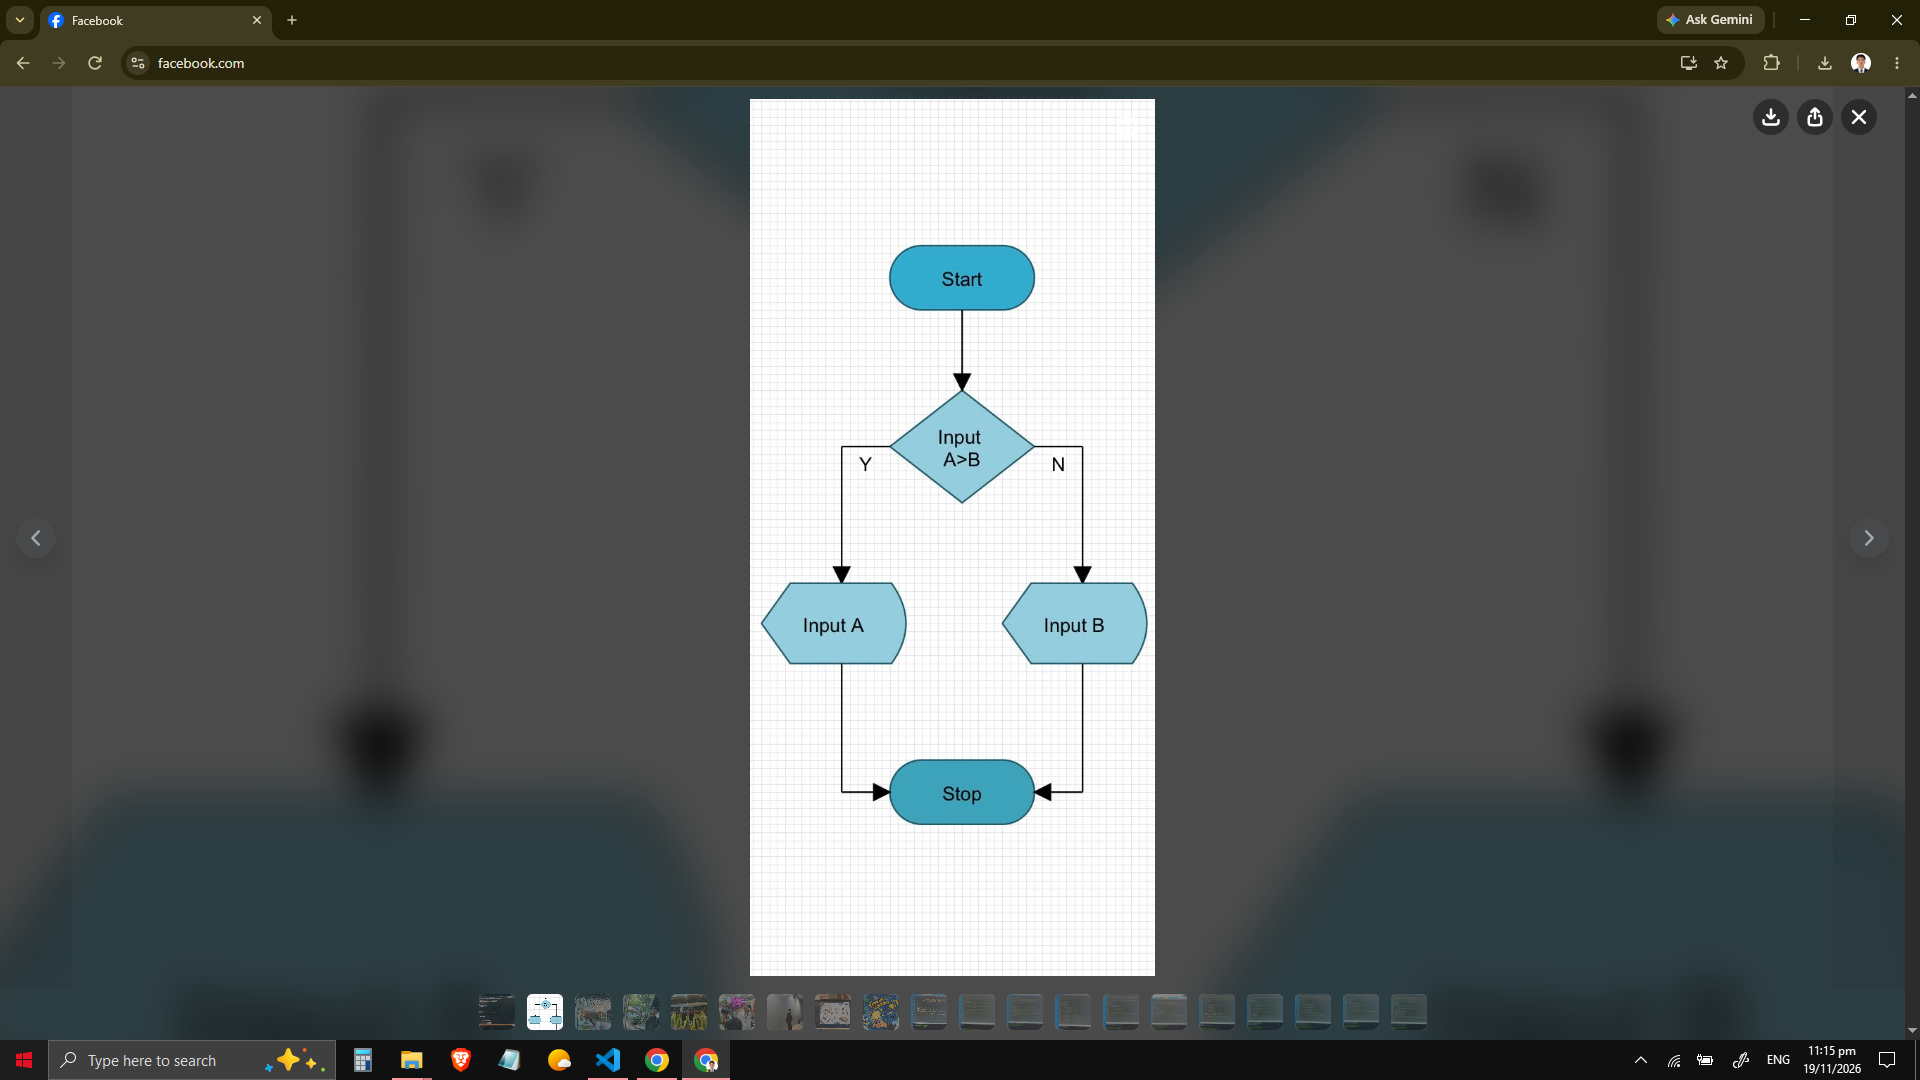 Facebook
Ask Gemini
facebook.com
Start
Input
A>B
Y
N
Input A
Input B
Stop
Type here to search
ENG
11:15 pm
19/11/2026